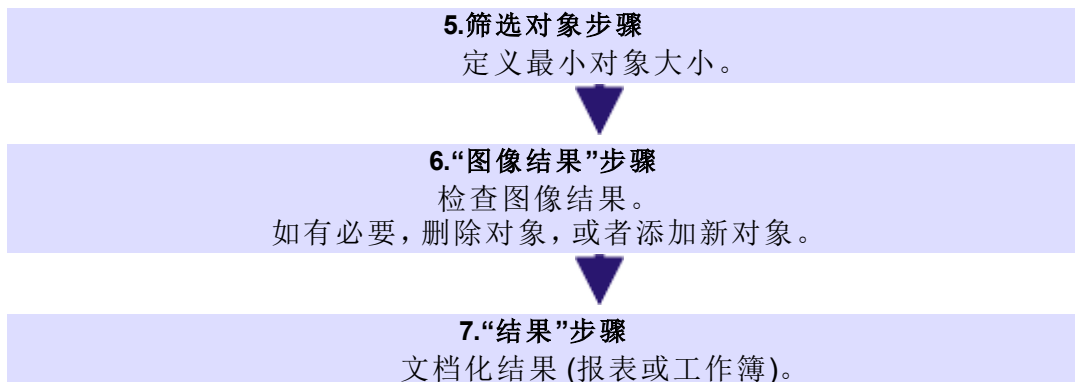 5.筛选对象步骤
定义最小对象大小。
6.“图像结果”步骤
检查图像结果。
如有必要，删除对象，或者添加新对象。
7.“结果”步骤
文档化结果 (报表或工作簿)。